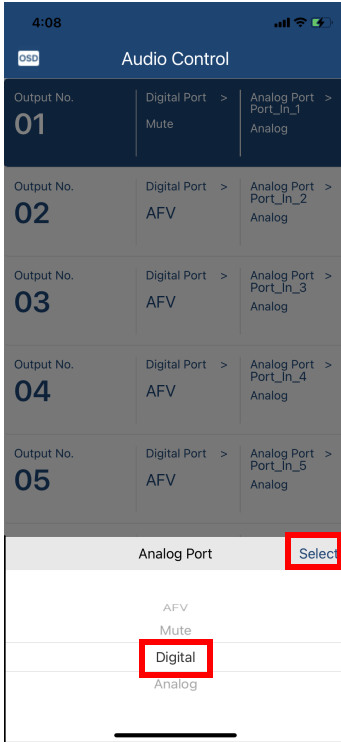 4:08
OSD
Audio Control
Output No.
01
Digital Port >
Mute
Analog Port >
Port_In_1
Analog
Output No.
02
Digital Port >
AFV
Analog Port >
Port_In_2
Analog
Output No.
03
Digital Port >
AFV
Analog Port >
Port_In_3
Analog
Output No.
04
Digital Port >
AFV
Analog Port >
Port_In_4
Analog
Output No.
05
Digital Port >
AFV
Analog Port >
Port_In_5
Analog
Analog Port
Select
AFV
Mute
Digital
Analog